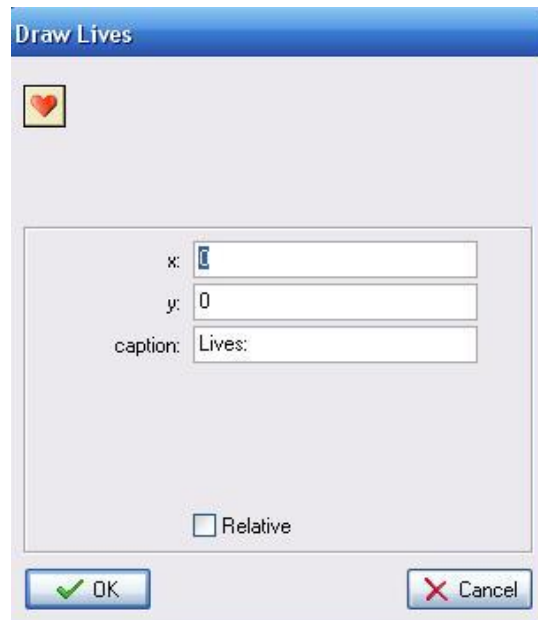 Draw Lives
x: 0
y: 0
caption: Lives:
Relative
OK Cancel